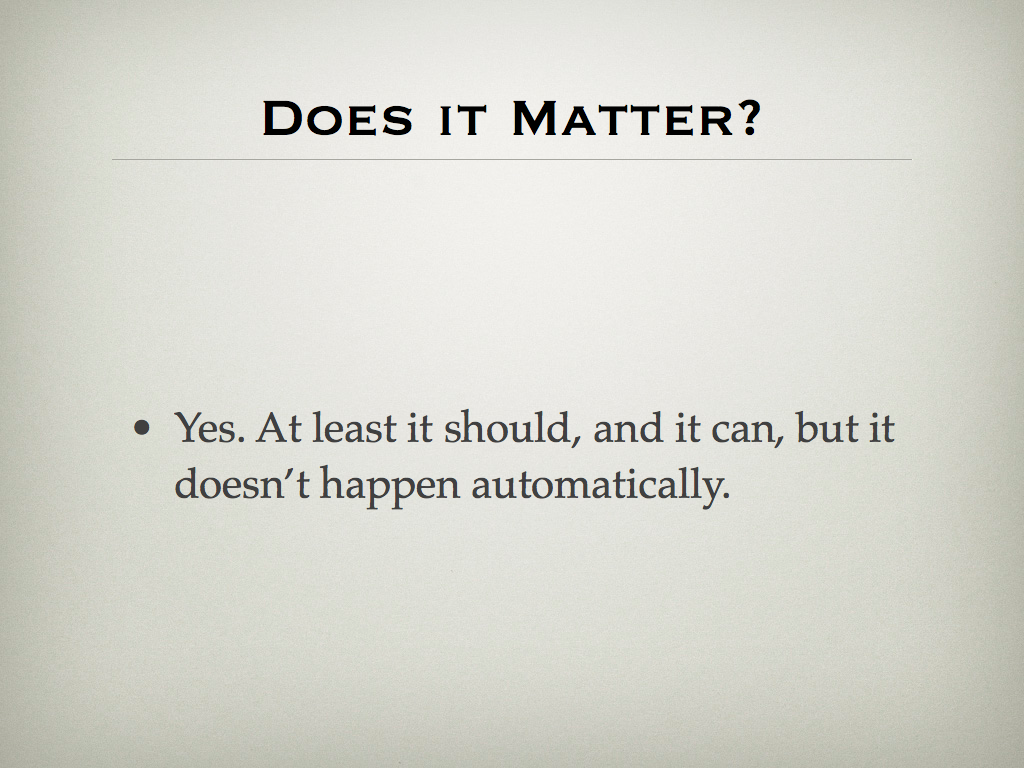 Does it Matter?
• Yes. At least it should, and it can, but it
doesn’t happen automatically.